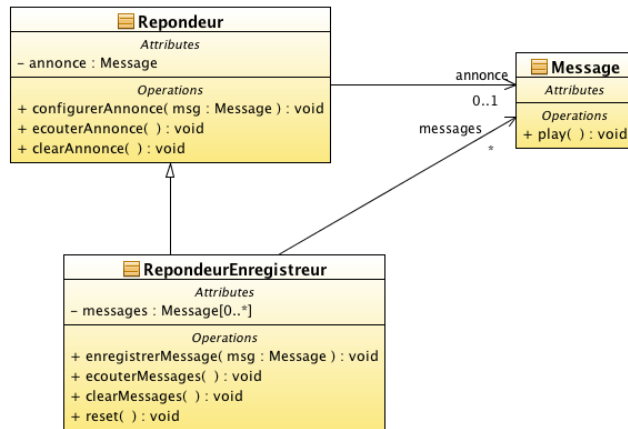 Repondeur
Attributes
- annonce : Message
Operations
+ configurerAnnonce( msg : Message ) : void
+ ecouterAnnonce( ) : void
+ clearAnnonce( ) : void
annonce
0..1
Message
Attributes
Operations
+ play( ) : void
messages
*
RepondeurEnregistreur
Attributes
- messages : Message[0..*]
Operations
+ enregistrerMessage( msg : Message ) : void
+ ecouterMessages( ) : void
+ clearMessages( ) : void
+ reset( ) : void